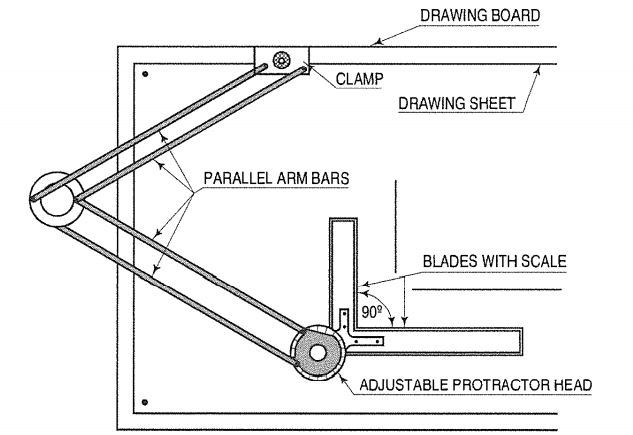 DRAWING BOARD
CLAMP
DRAWING SHEET
PARALLEL ARM BARS
BLADES WITH SCALE
90º
ADJUSTABLE PROTRACTOR HEAD